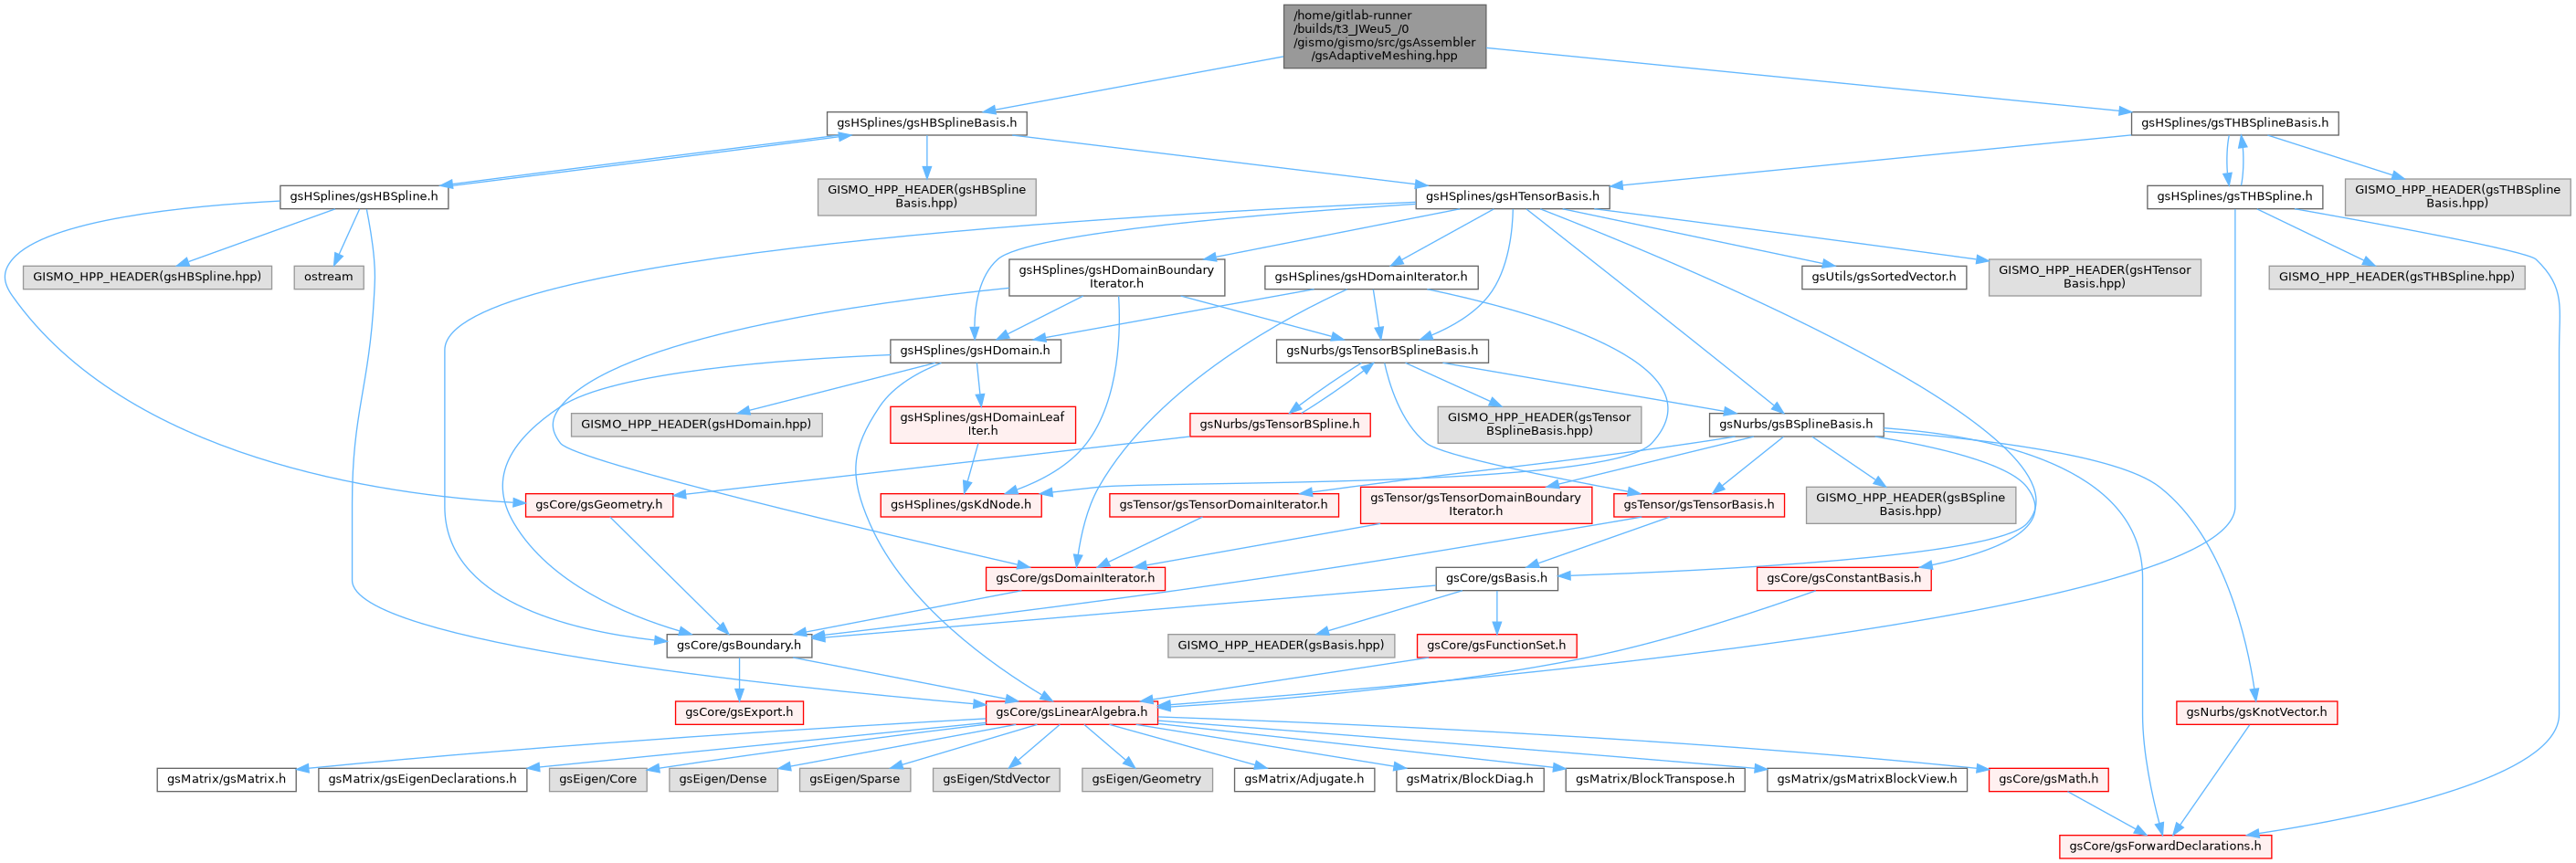 /home/gitlab-runner
/builds/t3_JWeu5_/0
/gismo/gismo/src/gsAssembler
/gsAdaptiveMeshing.hpp
gsHSplines/gsHBSplineBasis.h
gsHSplines/gsTHBSplineBasis.h
gsHSplines/gsHBSpline.h
GISMO_HPP_HEADER(gsHBSpline
Basis.hpp)
gsHSplines/gsHTensorBasis.h
gsHSplines/gsTHBSpline.h
GISMO_HPP_HEADER(gsTHBSpline
Basis.hpp)
GISMO_HPP_HEADER(gsHBSpline.hpp)
ostream
gsHSplines/gsHDomainBoundary
Iterator.h
gsHSplines/gsHDomainIterator.h
gsUtils/gsSortedVector.h
GISMO_HPP_HEADER(gsHTensor
Basis.hpp)
GISMO_HPP_HEADER(gsTHBSpline.hpp)
gsHSplines/gsHDomain.h
gsNurbs/gsTensorBSplineBasis.h
GISMO_HPP_HEADER(gsHDomain.hpp)
gsHSplines/gsHDomainLeaf
Iter.h
gsNurbs/gsTensorBSpline.h
GISMO_HPP_HEADER(gsTensor
BSplineBasis.hpp)
gsNurbs/gsBSplineBasis.h
gsCore/gsGeometry.h
gsHSplines/gsKdNode.h
gsTensor/gsTensorDomainIterator.h
gsTensor/gsTensorDomainBoundary
Iterator.h
gsTensor/gsTensorBasis.h
GISMO_HPP_HEADER(gsBSpline
Basis.hpp)
gsCore/gsDomainIterator.h
gsCore/gsBasis.h
gsCore/gsConstantBasis.h
gsCore/gsBoundary.h
GISMO_HPP_HEADER(gsBasis.hpp)
gsCore/gsFunctionSet.h
gsCore/gsExport.h
gsCore/gsLinearAlgebra.h
gsNurbs/gsKnotVector.h
gsMatrix/gsMatrix.h
gsMatrix/gsEigenDeclarations.h
gsEigen/Core
gsEigen/Dense
gsEigen/Sparse
gsEigen/StdVector
gsEigen/Geometry
gsMatrix/Adjugate.h
gsMatrix/BlockDiag.h
gsMatrix/BlockTranspose.h
gsMatrix/gsMatrixBlockView.h
gsCore/gsMath.h
gsCore/gsForwardDeclarations.h